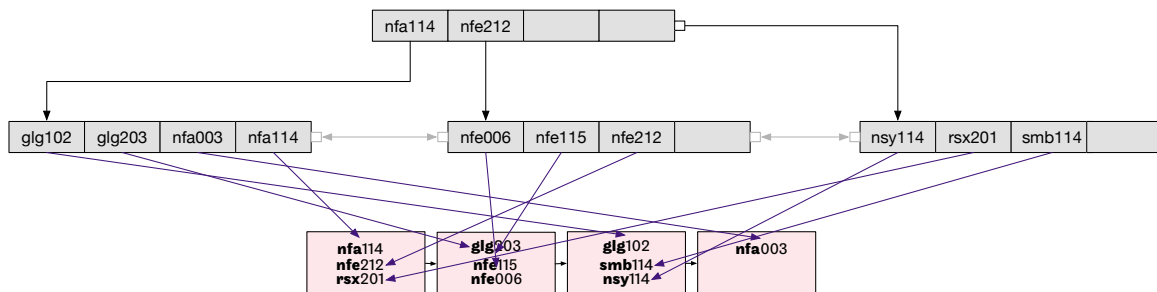 nfa114 nfe212
glg102 glg203 nfa003 nfa114 nfe006 nfe115 nfe212 nsy114 rsx201 smb114
nfa114 glg203 glg102 nfa003
nfe212 nfe115 smb114
rsx201 nfe006 nsy114